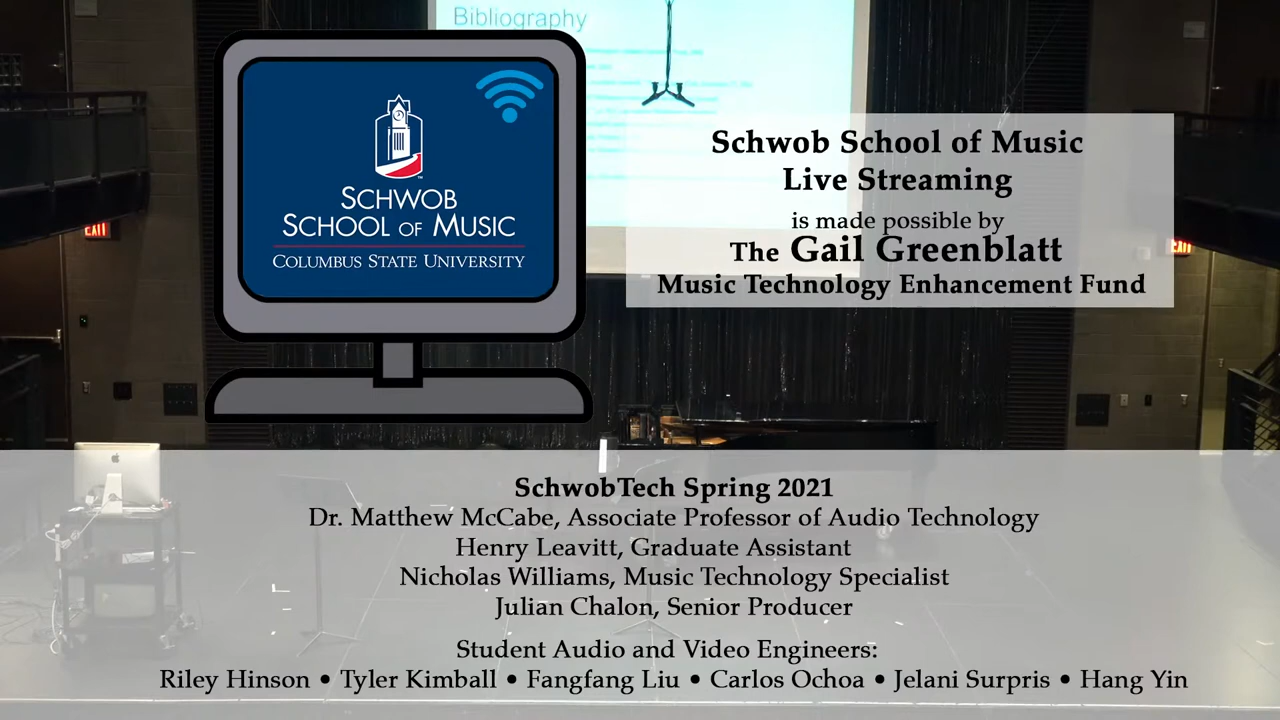 Bibliography
SCHWOB
SCHOOL OF MUSIC
COLUMBUS STATE UNIVERSITY
Schwob School of Music
Live Streaming
is made possible by
The Gail Greenblatt
Music Technology Enhancement Fund
EXIT
EXIT
SchwobTech Spring 2021
Dr. Matthew McCabe, Associate Professor of Audio Technology
Henry Leavitt, Graduate Assistant
Nicholas Williams, Music Technology Specialist
Julian Chalon, Senior Producer
Student Audio and Video Engineers:
Riley Hinson • Tyler Kimball • Fangfang Liu • Carlos Ochoa • Jelani Surpris • Hang Yin